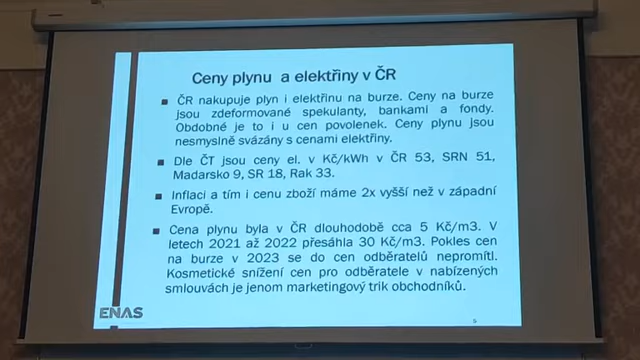 Ceny plynu a elektřiny v ČR
ČR nakupuje plyn i elektřinu na burze. Ceny na burze
jsou zdeformované spekulanty, bankami a fondy.
Obdobné je to i u cen povolenek. Ceny plynu jsou
nesmyslně svázány s cenami elektřiny.
Dle ČT jsou ceny el. v Kč/kWh v ČR 53, SRN 51,
Madarsko 9, SR 18, Rak 33.
Inflaci a tím i cenu zboží máme 2x vyšší než v západní
Evropě.
Cena plynu byla v ČR dlouhodobě cca 5 Kč/m3. V
letech 2021 až 2022 přesáhla 30 Kč/m3. Pokles cen
na burze v 2023 se do cen odběratelů nepromítl.
Kosmetické snížení cen pro odběratele v nabízených
smlouvách je jenom marketingový trik obchodníků.
ENAS